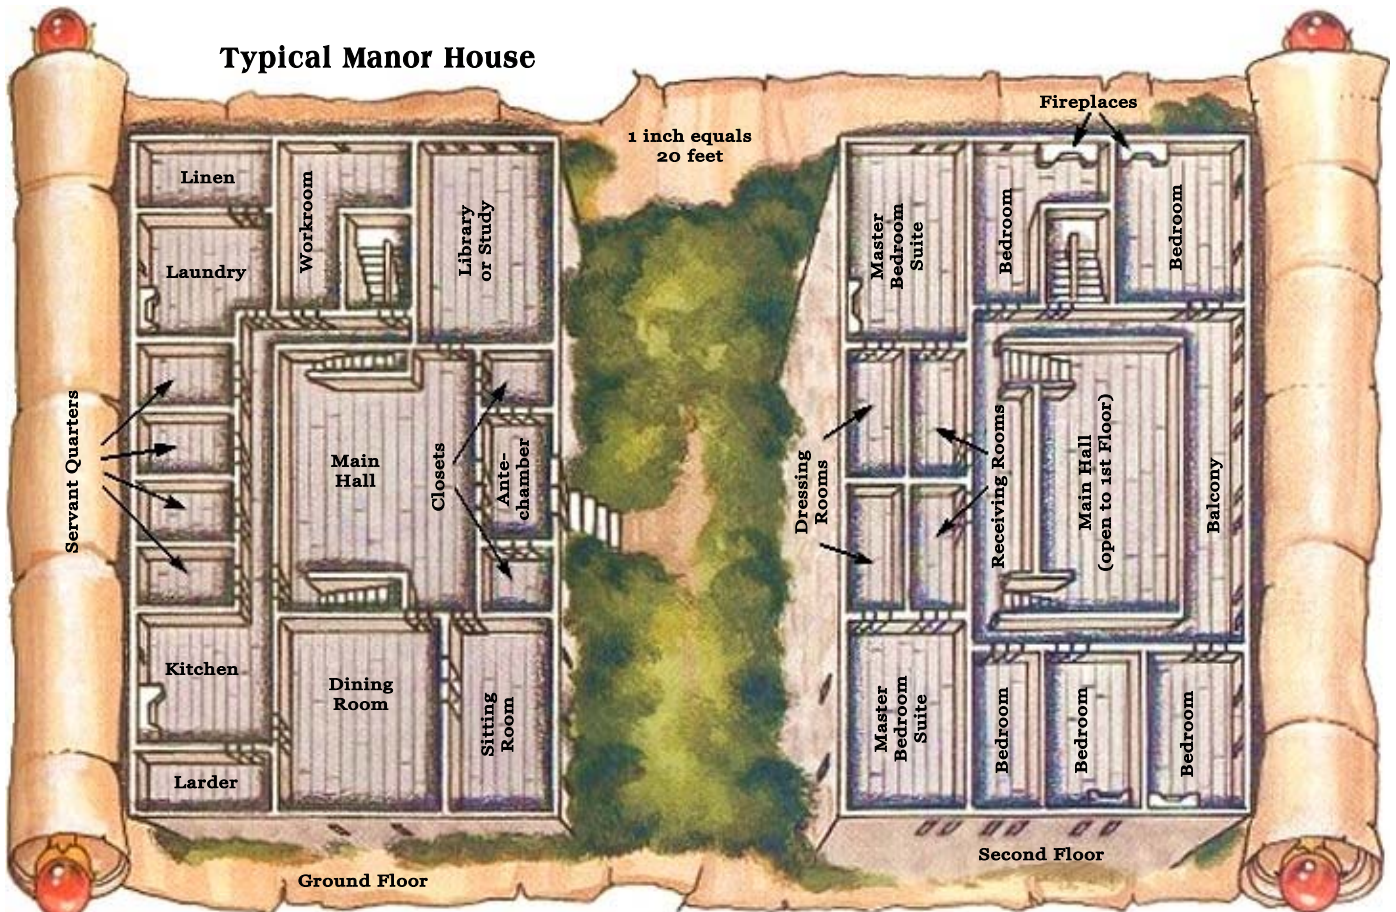 Typical Manor House
1 inch equals
20 feet
Fireplaces
Linen
Workroom
Library
or Study
Laundry
Servant Quarters
Main
Hall
Closets
Ante-
chamber
Kitchen
Dining
Room
Sitting
Room
Larder
Ground Floor
Master
Bedroom
Suite
Bedroom
Bedroom
Dressing
Rooms
Receiving Rooms
Main Hall
(open to 1st Floor)
Balcony
Master
Bedroom
Suite
Bedroom
Bedroom
Bedroom
Second Floor